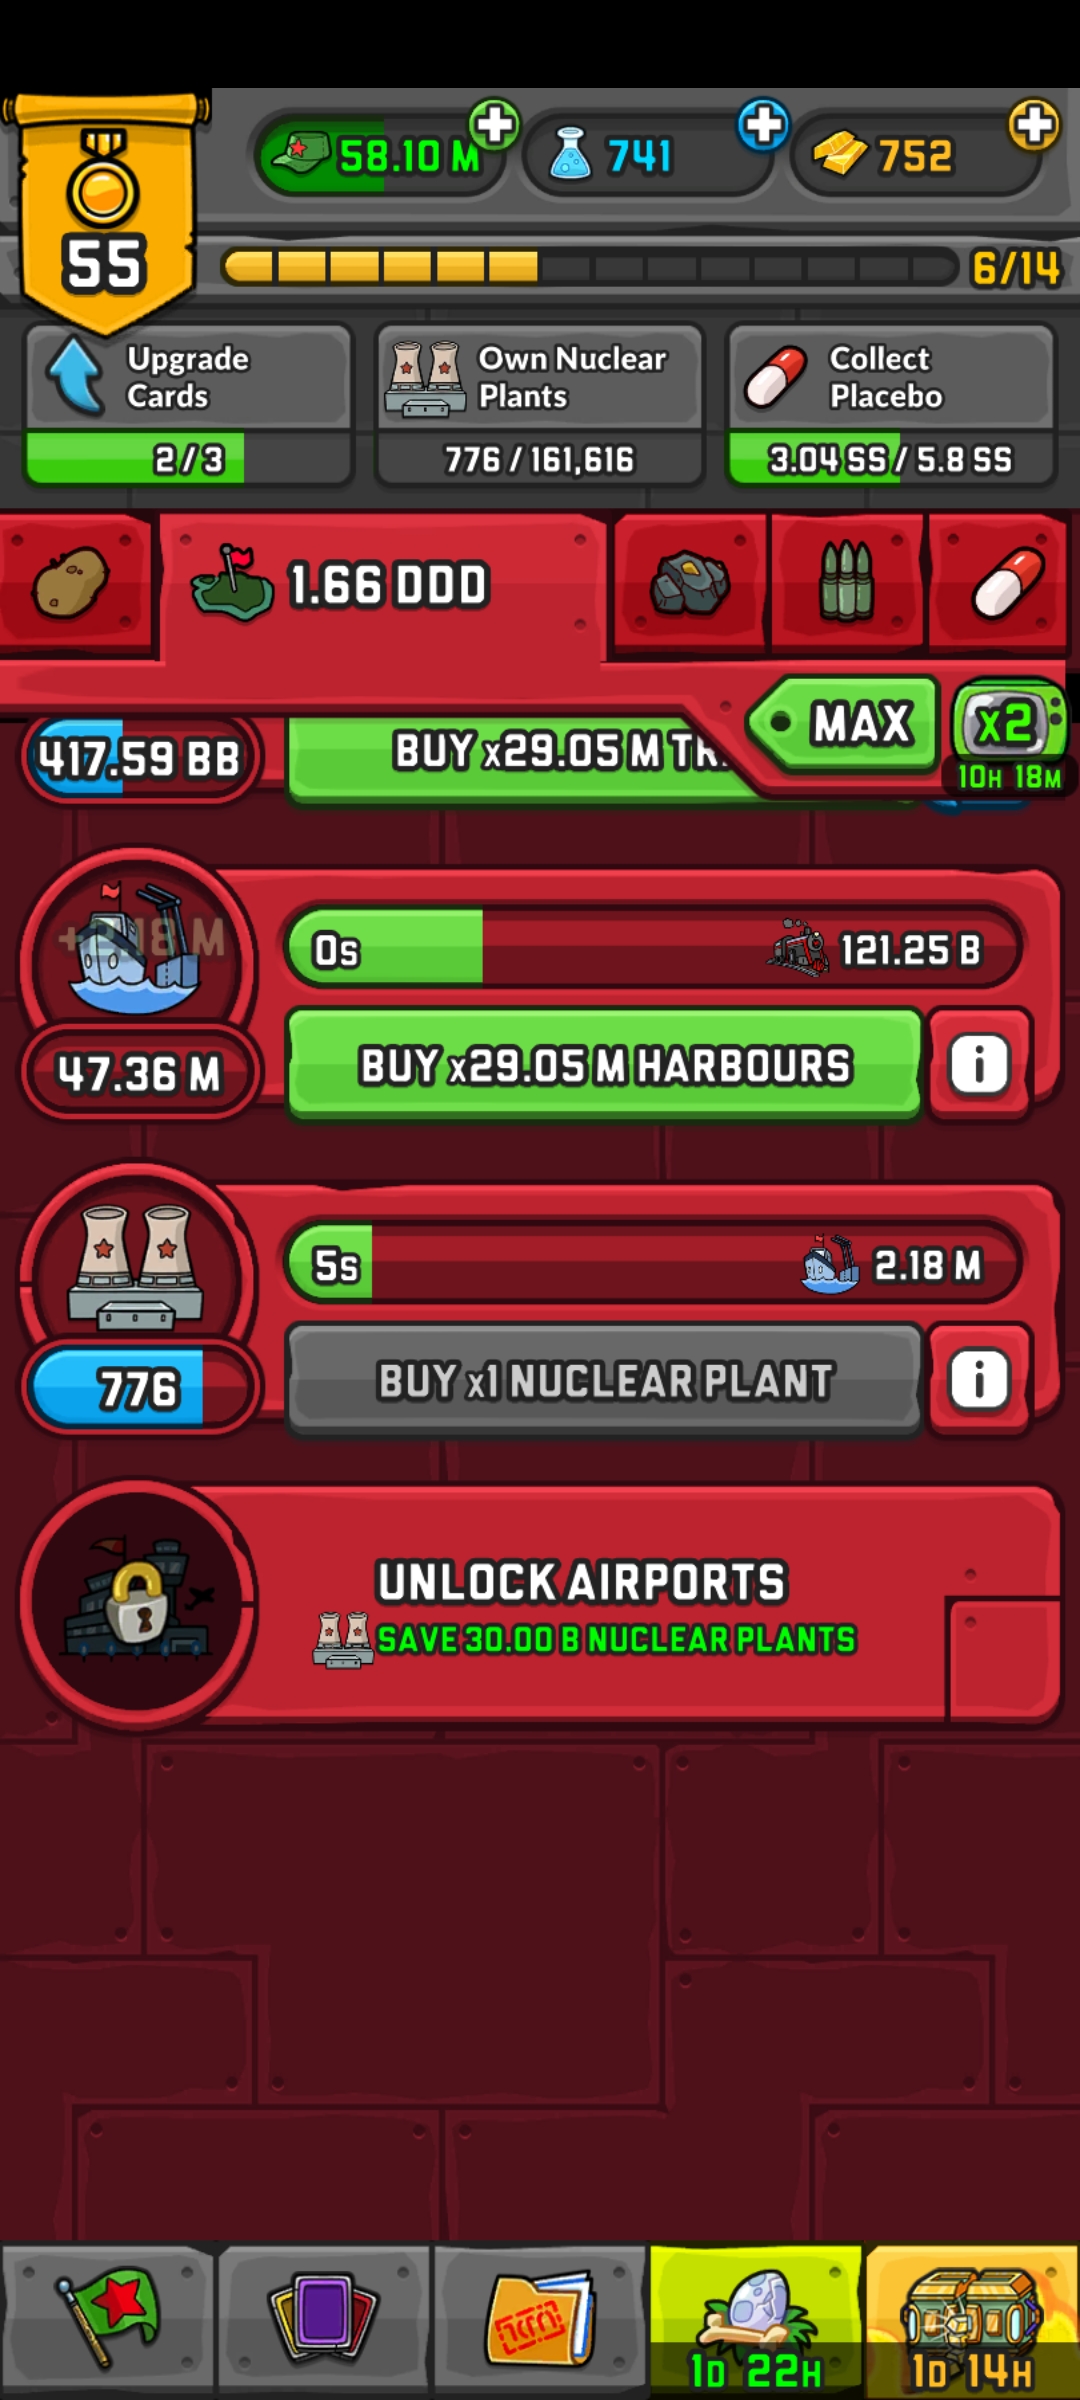 58.10 M
741
752
55
6/14
Upgrade
Cards
2/3
Own Nuclear
Plants
776/161,616
Collect
Placebo
3.04 SS/5.8 SS
1.66 DDD
MAX
x2
10H 18M
417.59 BB
BUY x29.05 M
0s
121.25 B
47.36 M
BUY x29.05 M HARBOURS
i
5s
2.18 M
776
BUY x1 NUCLEAR PLANT
i
UNLOCK AIRPORTS
SAVE 30.00 B NUCLEAR PLANTS
1D 22H
1D 14H